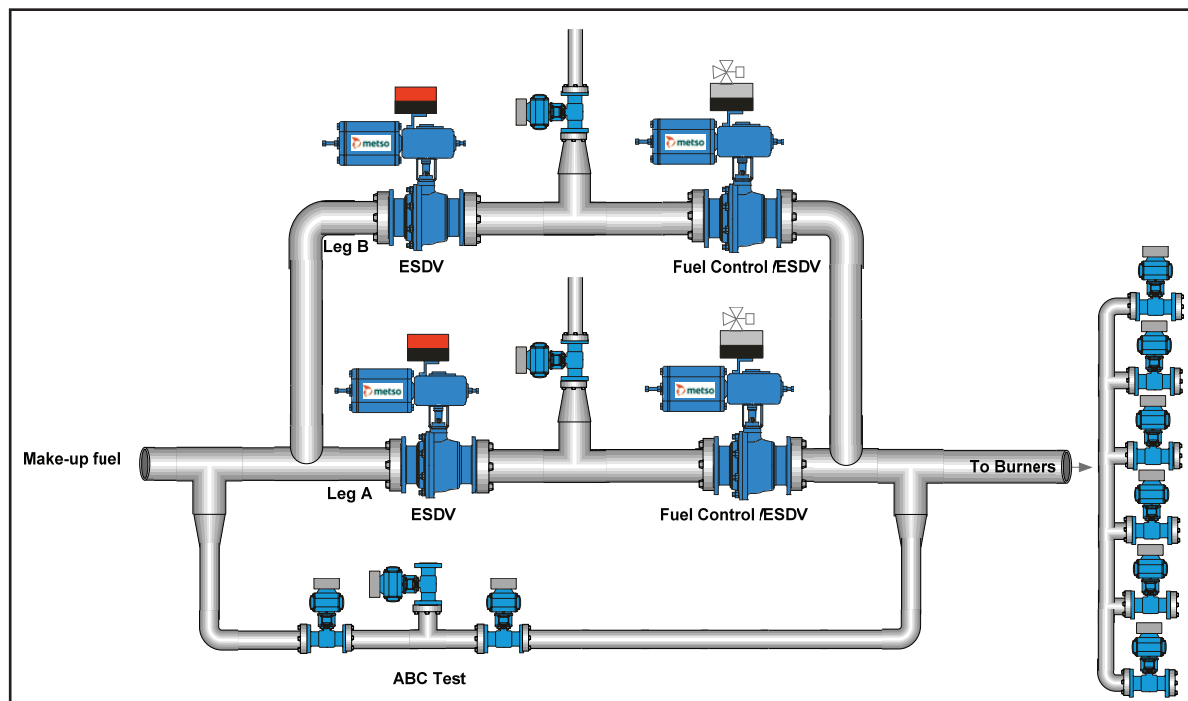 metso
metso
Leg B
ESDV
Fuel Control /ESDV
metso
metso
Make-up fuel
To Burners
Leg A
ESDV
Fuel Control /ESDV
ABC Test